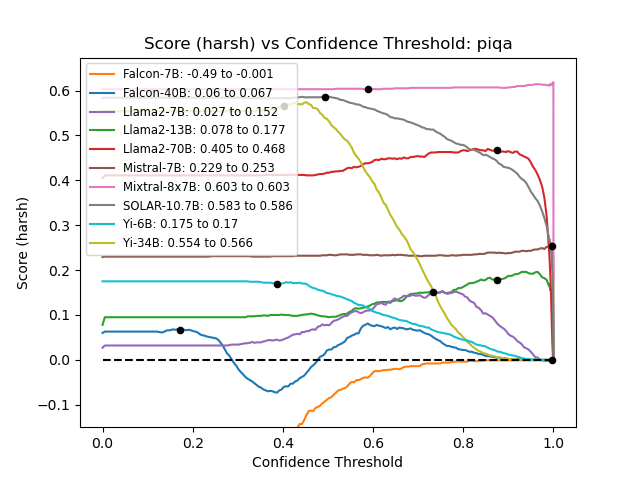 Score (harsh) vs Confidence Threshold: piqa
Falcon-7B: -0.49 to -0.001
Falcon-40B: 0.06 to 0.067
Llama2-7B: 0.027 to 0.152
Llama2-13B: 0.078 to 0.177
Llama2-70B: 0.405 to 0.468
Mistral-7B: 0.229 to 0.253
Mixtral-8x7B: 0.603 to 0.603
SOLAR-10.7B: 0.583 to 0.586
Yi-6B: 0.175 to 0.17
Yi-34B: 0.554 to 0.566
Score (harsh)
0.6
0.5
0.4
0.3
0.2
0.1
0.0
−0.1
0.0 0.2 0.4 0.6 0.8 1.0
Confidence Threshold